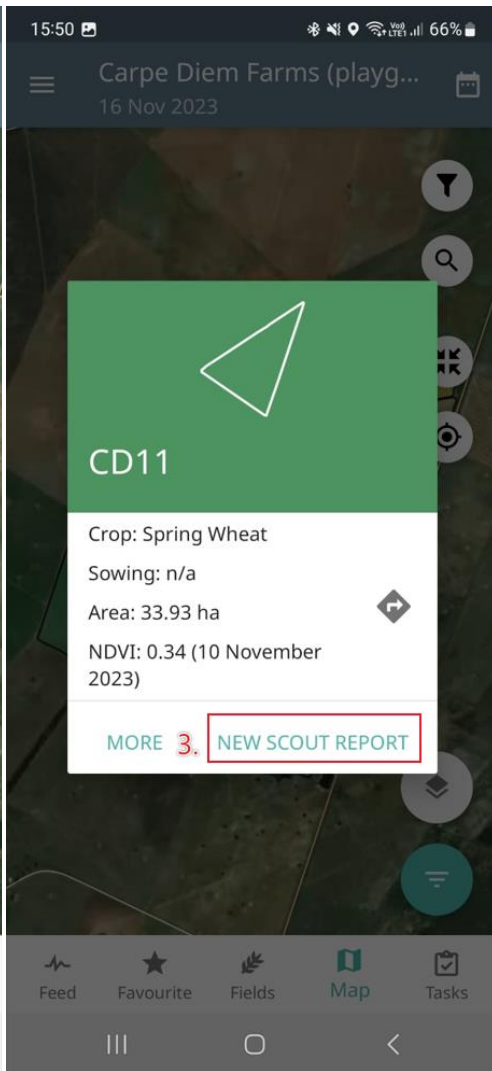 15:50 66%
Carpe Diem Farms (playg...
16 Nov 2023
CD11
Crop: Spring Wheat
Sowing: n/a
Area: 33.93 ha
NDVI: 0.34 (10 November
2023)
MORE 3. NEW SCOUT REPORT
Feed Favourite Fields Map Tasks